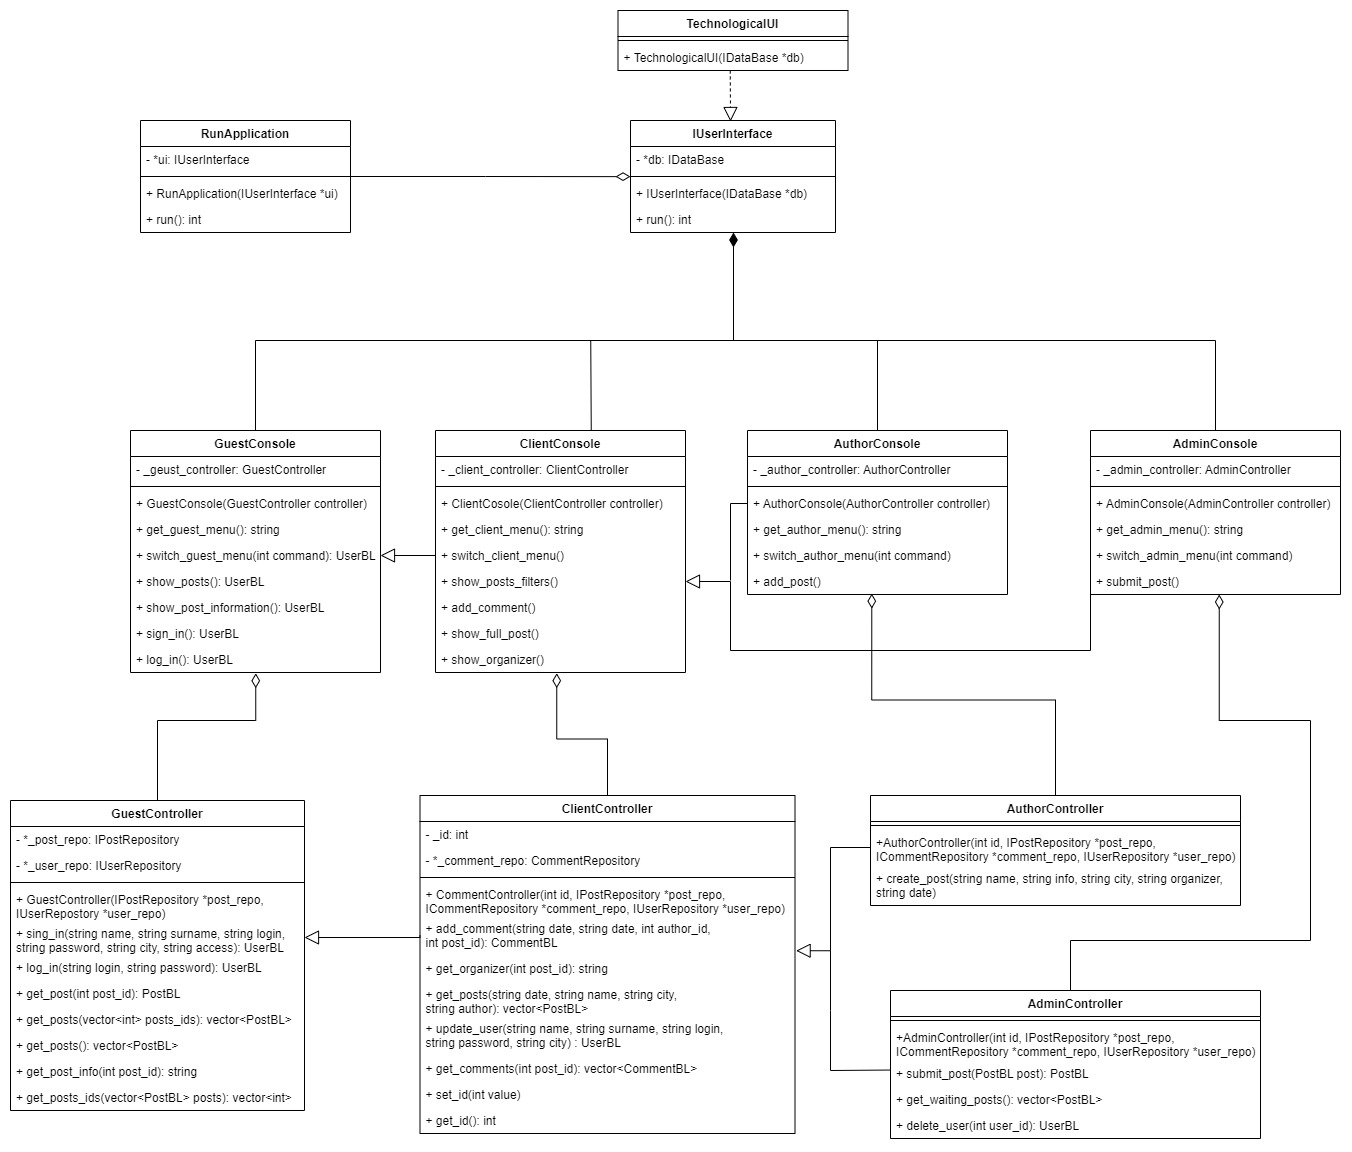 TechnologicalUI
+ TechnologicalUI(IDataBase *db)
RunApplication
- *ui: IUserInterface
+ RunApplication(IUserInterface *ui)
+ run(): int
IUserInterface
- *db: IDataBase
+ IUserInterface(IDataBase *db)
+ run(): int
GuestConsole
- _geust_controller: GuestController
+ GuestConsole(GuestController controller)
+ get_guest_menu(): string
+ switch_guest_menu(int command): UserBL
+ show_posts(): UserBL
+ show_post_information(): UserBL
+ sign_in(): UserBL
+ log_in(): UserBL
ClientConsole
- _client_controller: ClientController
+ ClientCosole(ClientController controller)
+ get_client_menu(): string
+ switch_client_menu()
+ show_posts_filters()
+ add_comment()
+ show_full_post()
+ show_organizer()
AuthorConsole
- _author_controller: AuthorController
+ AuthorConsole(AuthorController controller)
+ get_author_menu(): string
+ switch_author_menu(int command)
+ add_post()
AdminConsole
- _admin_controller: AdminController
+ AdminConsole(AdminController controller)
+ get_admin_menu(): string
+ switch_admin_menu(int command)
+ submit_post()
GuestController
- *_post_repo: IPostRepository
- *_user_repo: IUserRepository
+ GuestController(IPostRepository *post_repo,
IUserRepostory *user_repo)
+ sing_in(string name, string surname, string login,
string password, string city, string access): UserBL
+ log_in(string login, string password): UserBL
+ get_post(int post_id): PostBL
+ get_posts(vector<int> posts_ids): vector<PostBL>
+ get_posts(): vector<PostBL>
+ get_post_info(int post_id): string
+ get_posts_ids(vector<PostBL> posts): vector<int>
ClientController
- _id: int
- *_comment_repo: CommentRepository
+ CommentController(int id, IPostRepository *post_repo,
ICommentRepository *comment_repo, IUserRepository *user_repo)
+ add_comment(string date, string date, int author_id,
int post_id): CommentBL
+ get_organizer(int post_id): string
+ get_posts(string date, string name, string city,
string author): vector<PostBL>
+ update_user(string name, string surname, string login,
string password, string city) : UserBL
+ get_comments(int post_id): vector<CommentBL>
+ set_id(int value)
+ get_id(): int
AuthorController
+AuthorController(int id, IPostRepository *post_repo,
ICommentRepository *comment_repo, IUserRepository *user_repo)
+ create_post(string name, string info, string city, string organizer,
string date)
AdminController
+AdminController(int id, IPostRepository *post_repo,
ICommentRepository *comment_repo, IUserRepository *user_repo)
+ submit_post(PostBL post): PostBL
+ get_waiting_posts(): vector<PostBL>
+ delete_user(int user_id): UserBL